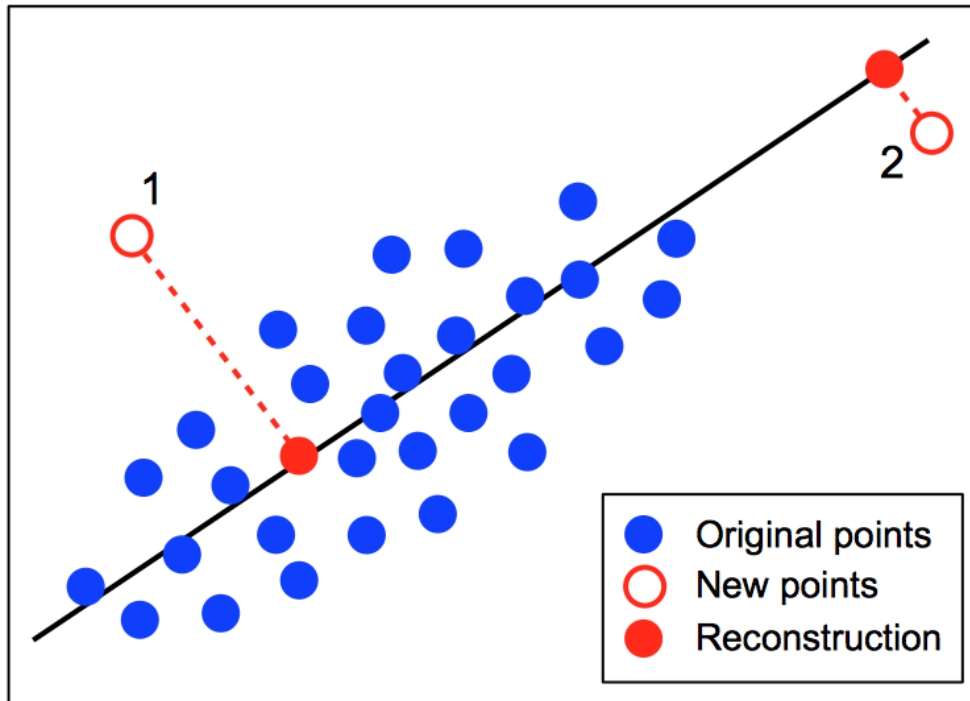 1
2
Original points
New points
Reconstruction